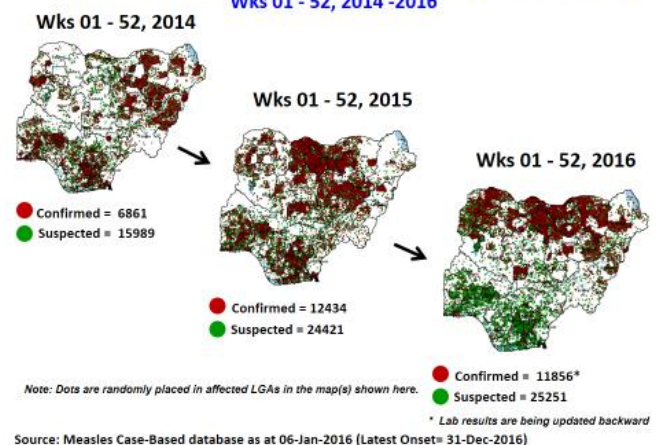 Wks 01 - 52, 2014 -2016
Wks 01 - 52, 2014
Confirmed = 6861
Suspected = 15989
Wks 01 - 52, 2015
Confirmed = 12434
Suspected = 24421
Wks 01 - 52, 2016
Confirmed = 11856*
Suspected = 25251
Note: Dots are randomly placed in affected LGAs in the map(s) shown here.
* Lab results are being updated backward
Source: Measles Case-Based database as at 06-Jan-2016 (Latest Onset= 31-Dec-2016)